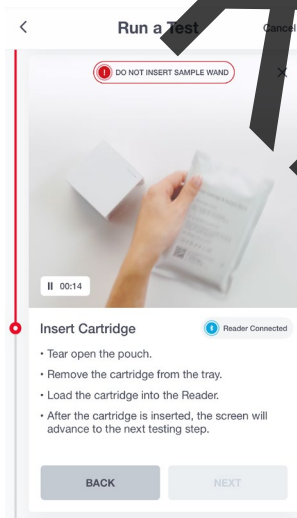 Run a Test
Cancel
DO NOT INSERT SAMPLE WAND
00:14
Insert Cartridge
Reader Connected
• Tear open the pouch.
• Remove the cartridge from the tray.
• Load the cartridge into the Reader.
• After the cartridge is inserted, the screen will
advance to the next testing step.
BACK
NEXT